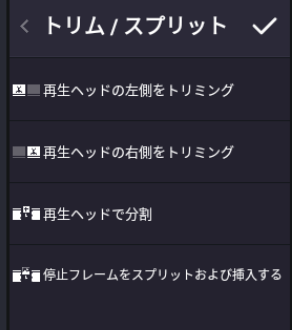 トリム / スプリット
再生ヘッドの左側をトリミング
再生ヘッドの右側をトリミング
再生ヘッドで分割
停止フレームをスプリットおよび挿入する